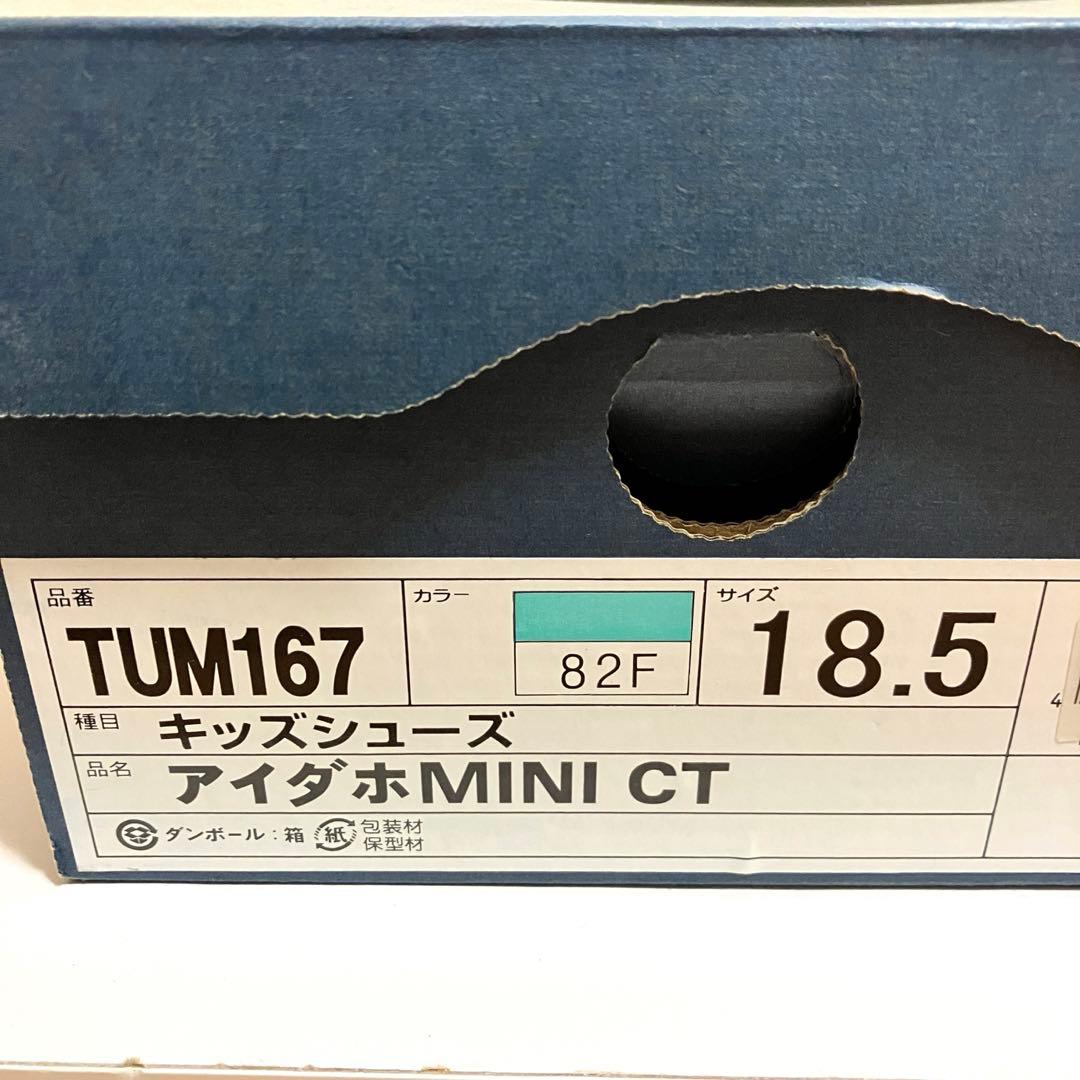 品番
TUM167
カラー
82F
サイズ
18.5
4
種目
キッズシューズ
品名
アイダホMINI CT
ダンボール:箱
紙
包装材
保型材